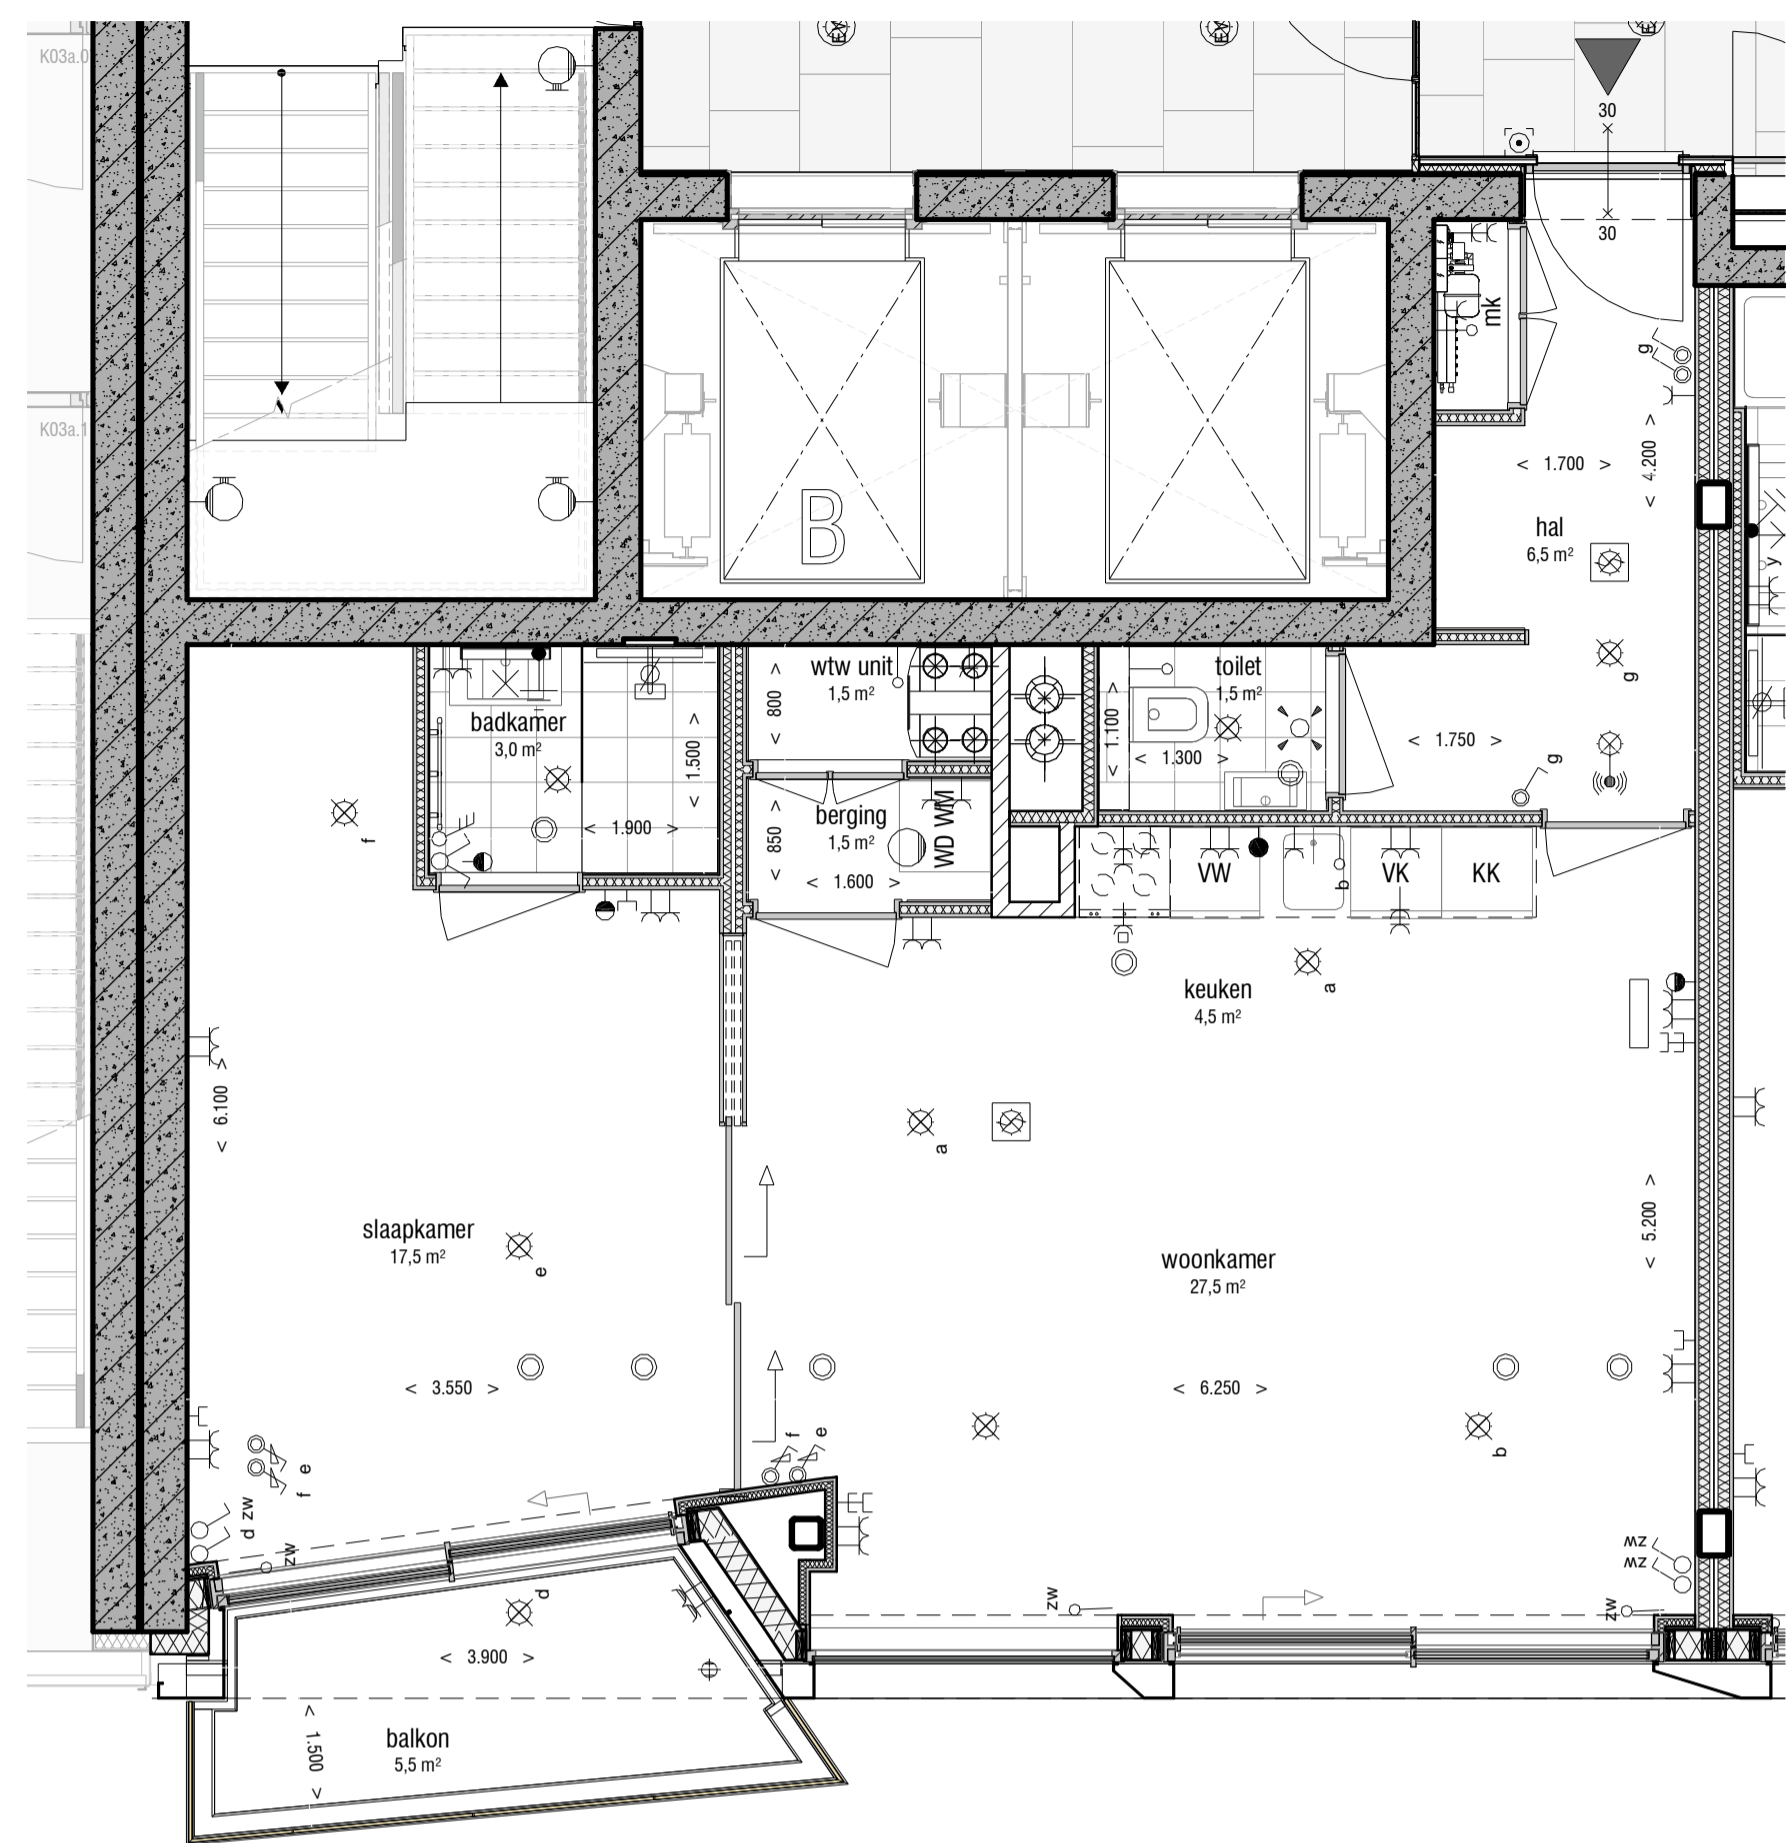 K03a.0
K03a.1
30
30
mk
g
< 1.700 >
< 4.200 >
hal
6,5 m²
B
y
g
wtw unit
1,5 m²
< 800 >
toilet
1,5 m²
< 1.100 >
< 1.300 >
< 1.750 >
g
badkamer
3,0 m²
< 1.500 >
< 1.900 >
f
berging
1,5 m²
< 850 >
< 1.600 >
WD WM
VW
b
VK
KK
keuken
4,5 m²
a
a
< 6.100 >
< 5.200 >
slaapkamer
17,5 m²
e
woonkamer
27,5 m²
< 3.550 >
< 6.250 >
b
f
e
f
e
d zw
zw
zw
zw
zw
zw
d
< 3.900 >
< 1.500 >
balkon
5,5 m²